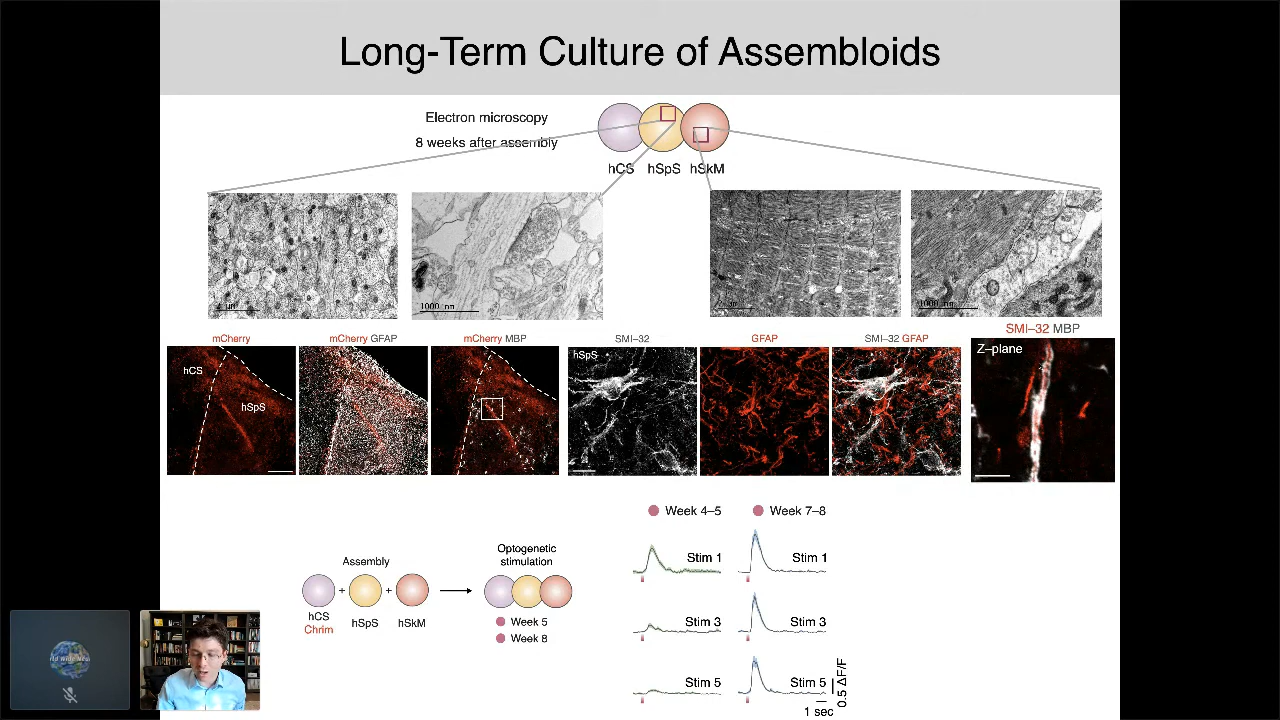 Long-Term Culture of Assembloids
Electron microscopy
8 weeks after assembly
hCS hSpS hSkM
1000 nm
1000 nm
mCherry
mCherry GFAP
mCherry MBP
SMI–32
GFAP
SMI–32 GFAP
SMI–32 MBP
hCS
hSpS
hSpS
Z–plane
Week 4–5
Week 7–8
Stim 1
Stim 1
Stim 3
Stim 3
Stim 5
Stim 5
0.5 ΔF/F
1 sec
Assembly
Optogenetic
stimulation
+ +
hCS
Chrim
hSpS
hSkM
Week 5
Week 8